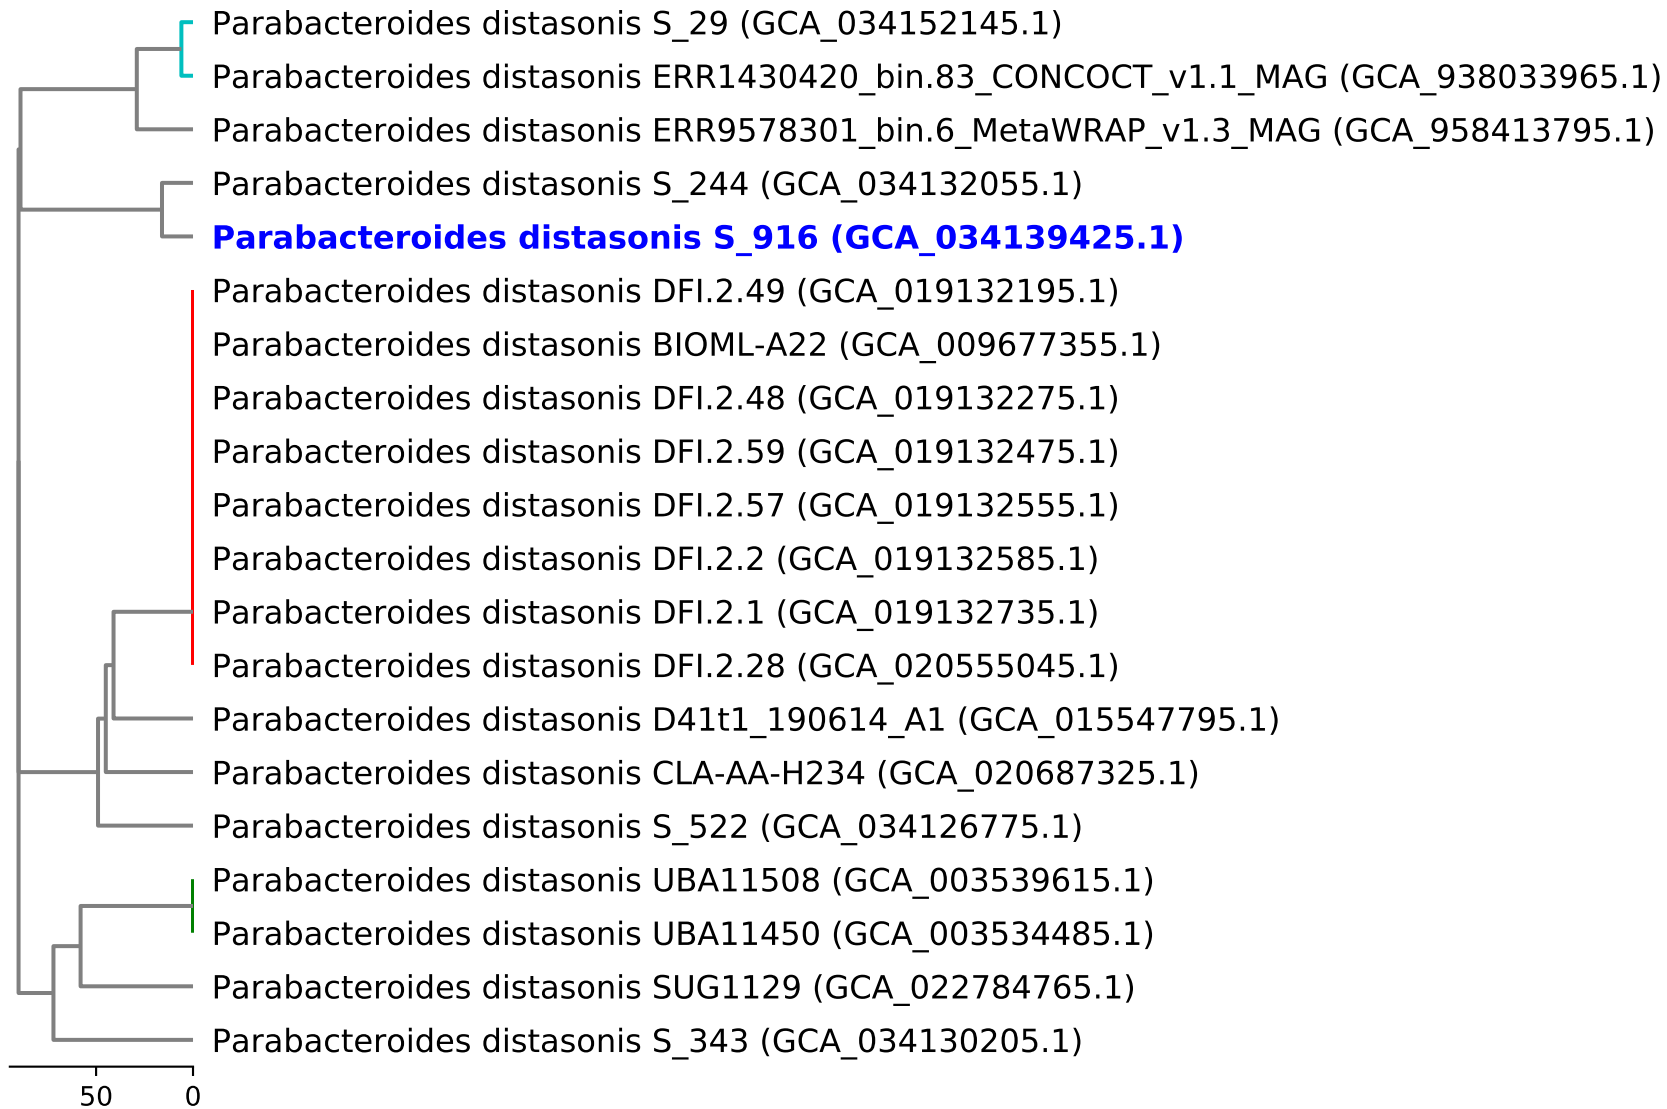 Parabacteroides distasonis S_29 (GCA_034152145.1)
Parabacteroides distasonis ERR1430420_bin.83_CONCOCT_v1.1_MAG (GCA_938033965.1)
Parabacteroides distasonis ERR9578301_bin.6_MetaWRAP_v1.3_MAG (GCA_958413795.1)
Parabacteroides distasonis S_244 (GCA_034132055.1)
Parabacteroides distasonis S_916 (GCA_034139425.1)
Parabacteroides distasonis DFI.2.49 (GCA_019132195.1)
Parabacteroides distasonis BIOML-A22 (GCA_009677355.1)
Parabacteroides distasonis DFI.2.48 (GCA_019132275.1)
Parabacteroides distasonis DFI.2.59 (GCA_019132475.1)
Parabacteroides distasonis DFI.2.57 (GCA_019132555.1)
Parabacteroides distasonis DFI.2.2 (GCA_019132585.1)
Parabacteroides distasonis DFI.2.1 (GCA_019132735.1)
Parabacteroides distasonis DFI.2.28 (GCA_020555045.1)
Parabacteroides distasonis D41t1_190614_A1 (GCA_015547795.1)
Parabacteroides distasonis CLA-AA-H234 (GCA_020687325.1)
Parabacteroides distasonis S_522 (GCA_034126775.1)
Parabacteroides distasonis UBA11508 (GCA_003539615.1)
Parabacteroides distasonis UBA11450 (GCA_003534485.1)
Parabacteroides distasonis SUG1129 (GCA_022784765.1)
Parabacteroides distasonis S_343 (GCA_034130205.1)
50 0